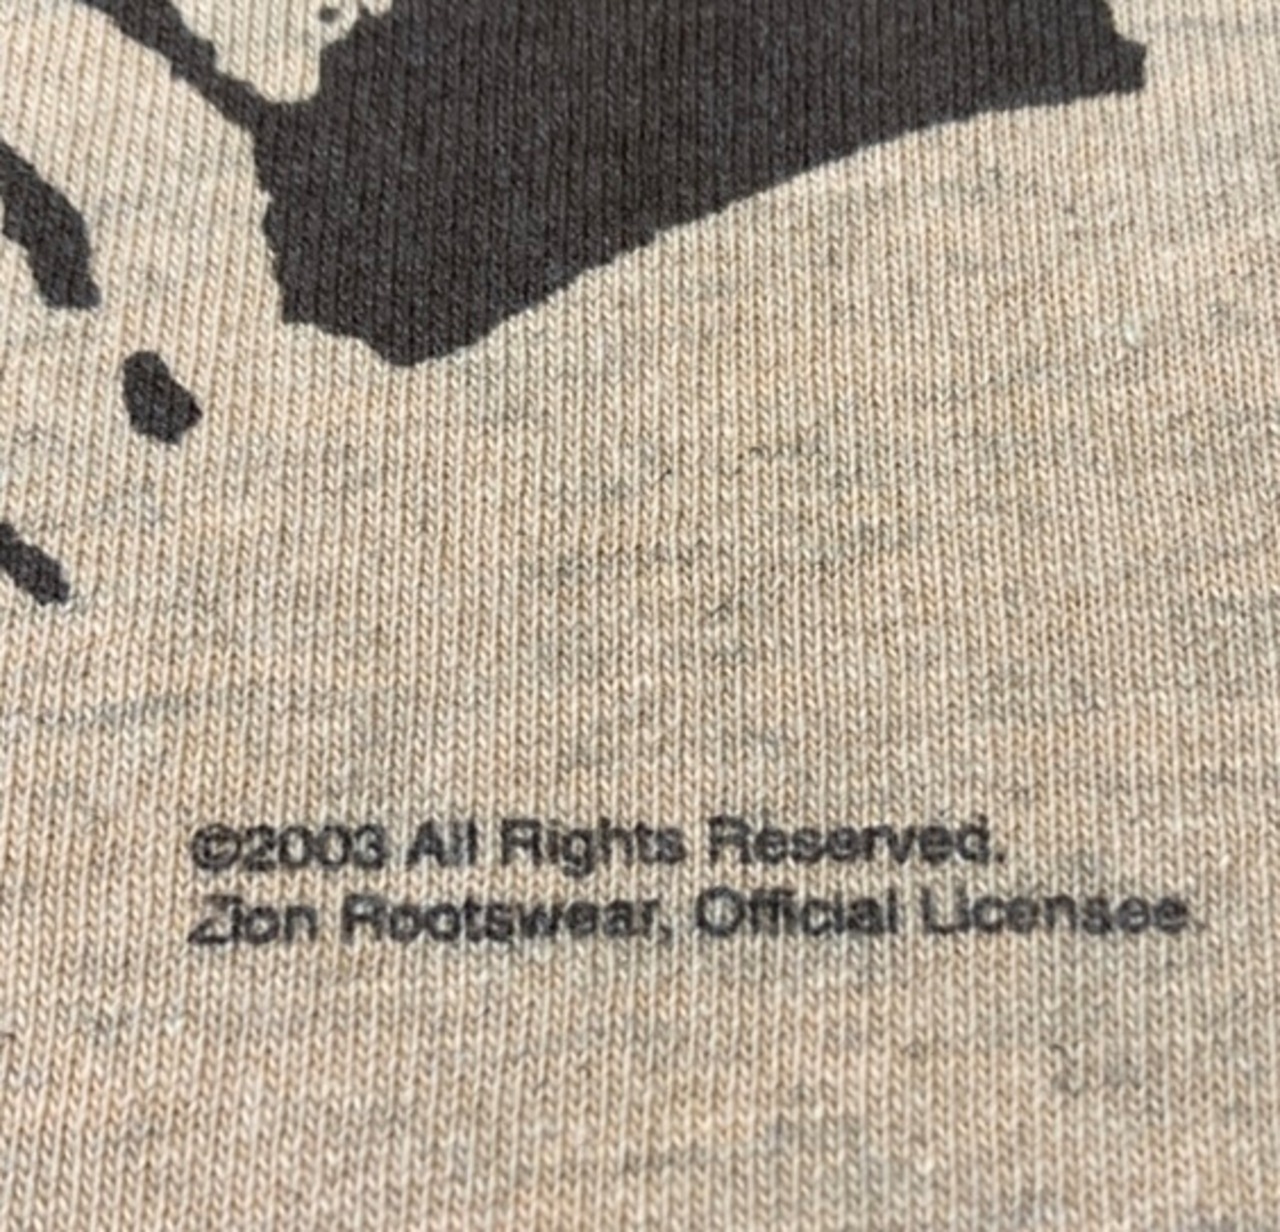 ©2003 All Rights Reserved.
Zion Rootswear, Official Licensee.